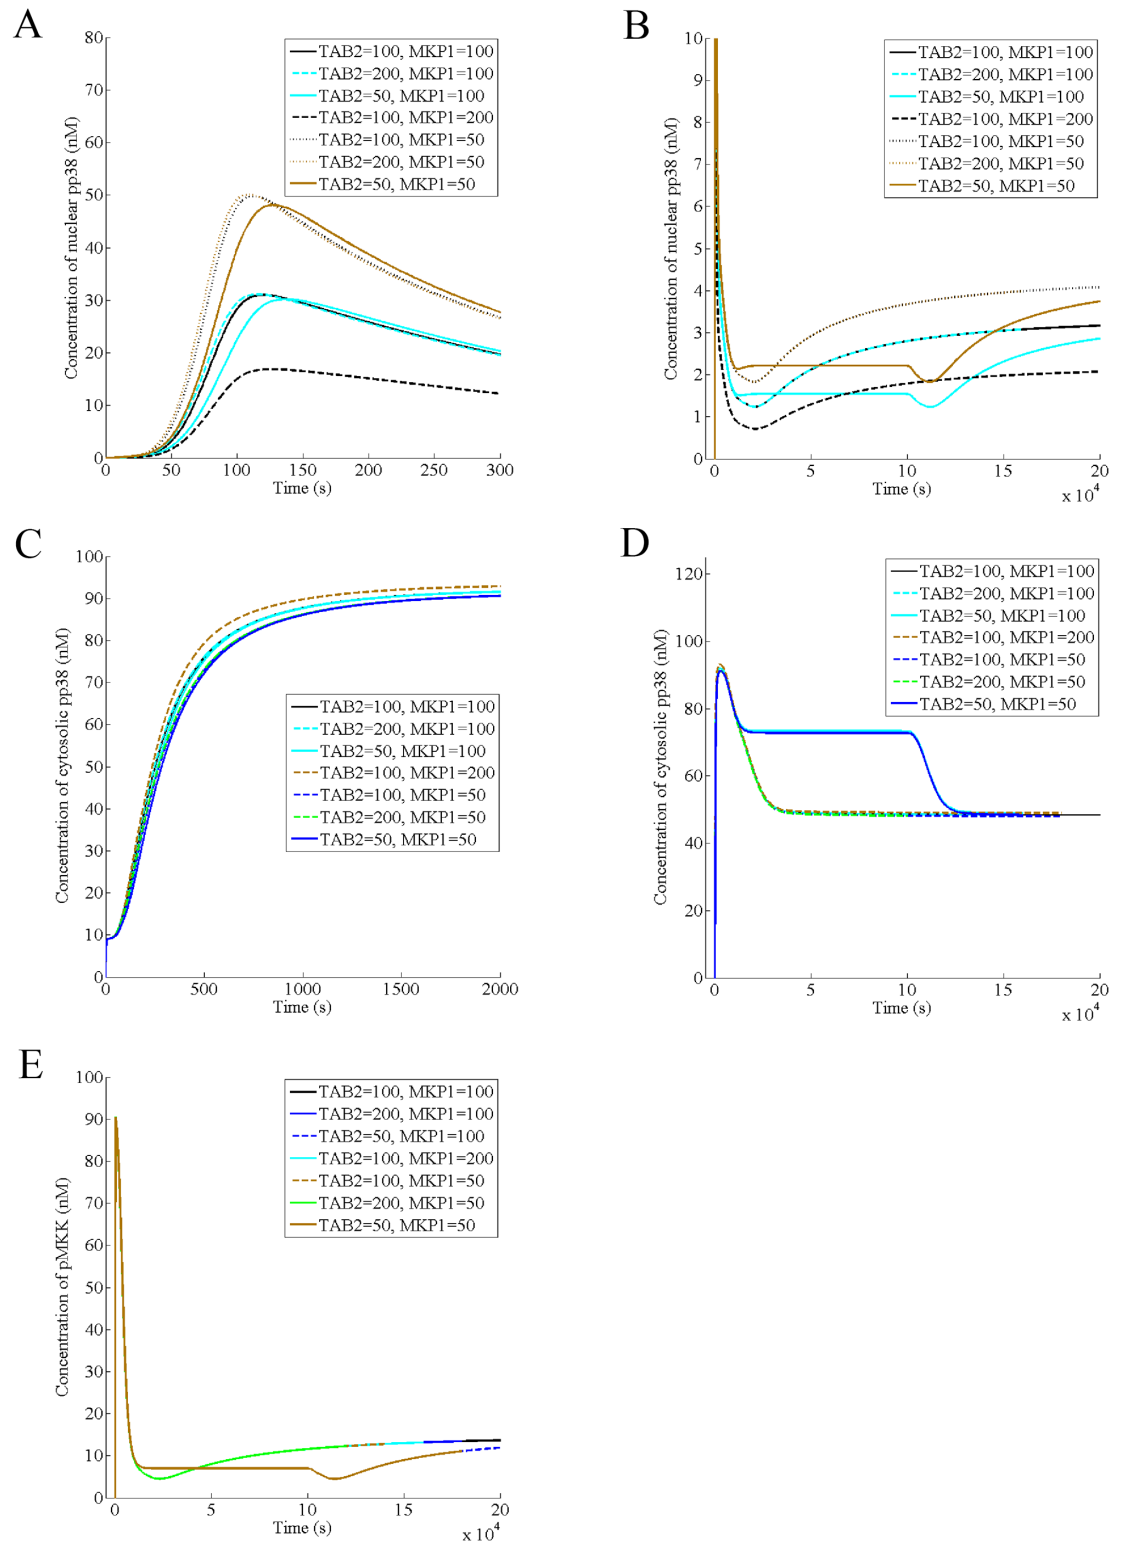 A
Concentration of nuclear pp38 (nM)
80
70
60
50
40
30
20
10
0
TAB2=100, MKP1=100
TAB2=200, MKP1=100
TAB2=50, MKP1=100
TAB2=100, MKP1=200
TAB2=100, MKP1=50
TAB2=200, MKP1=50
TAB2=50, MKP1=50
0 50 100 150 200 250 300
Time (s)
B
Concentration of nuclear pp38 (nM)
10
9
8
7
6
5
4
3
2
1
0
TAB2=100, MKP1=100
TAB2=200, MKP1=100
TAB2=50, MKP1=100
TAB2=100, MKP1=200
TAB2=100, MKP1=50
TAB2=200, MKP1=50
TAB2=50, MKP1=50
0 5 10 15 20
Time (s)
x 10^4
C
Concentration of cytosolic pp38 (nM)
100
90
80
70
60
50
40
30
20
10
0
TAB2=100, MKP1=100
TAB2=200, MKP1=100
TAB2=50, MKP1=100
TAB2=100, MKP1=200
TAB2=100, MKP1=50
TAB2=200, MKP1=50
TAB2=50, MKP1=50
0 500 1000 1500 2000
Time (s)
D
Concentration of cytosolic pp38 (nM)
120
100
80
60
40
20
0
TAB2=100, MKP1=100
TAB2=200, MKP1=100
TAB2=50, MKP1=100
TAB2=100, MKP1=200
TAB2=100, MKP1=50
TAB2=200, MKP1=50
TAB2=50, MKP1=50
0 5 10 15 20
Time (s)
x 10^4
E
Concentration of pMKK (nM)
100
90
80
70
60
50
40
30
20
10
0
TAB2=100, MKP1=100
TAB2=200, MKP1=100
TAB2=50, MKP1=100
TAB2=100, MKP1=200
TAB2=100, MKP1=50
TAB2=200, MKP1=50
TAB2=50, MKP1=50
0 5 10 15 20
Time (s)
x 10^4